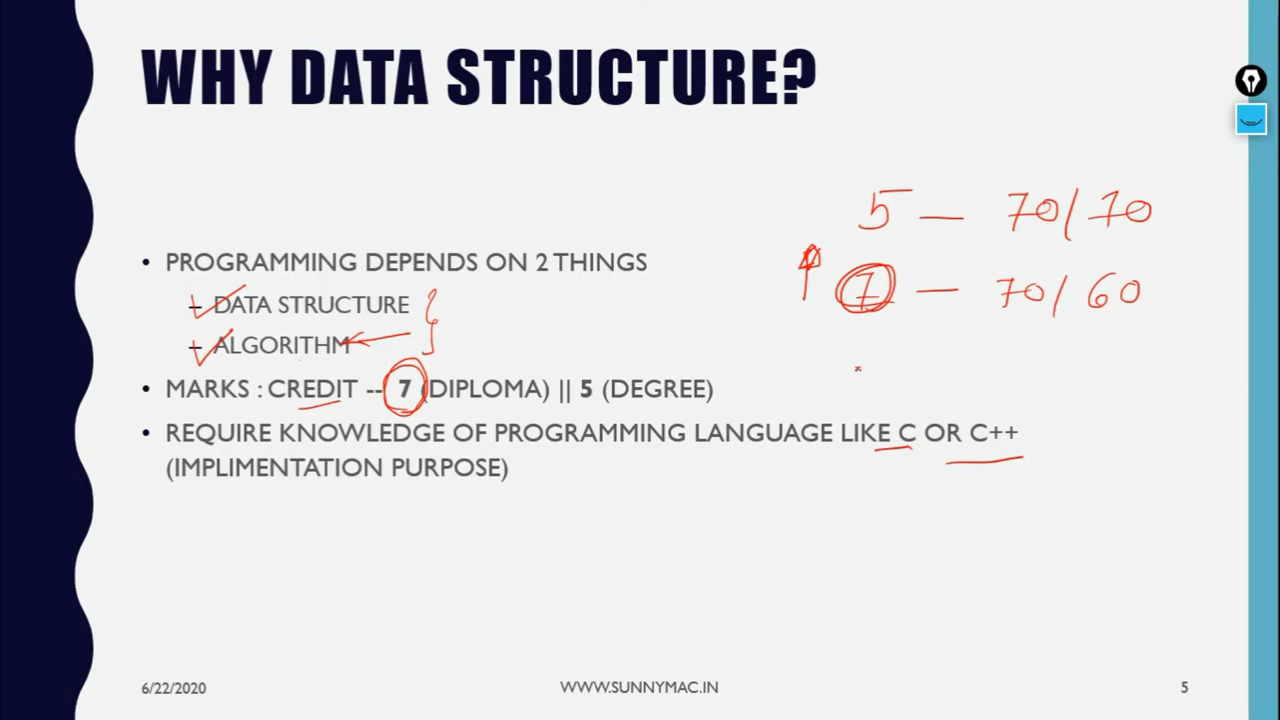 WHY DATA STRUCTURE?
5 — 70/70
7 — 70/60
• PROGRAMMING DEPENDS ON 2 THINGS
– DATA STRUCTURE
– ALGORITHM
• MARKS : CREDIT -- 7 (DIPLOMA) || 5 (DEGREE)
• REQUIRE KNOWLEDGE OF PROGRAMMING LANGUAGE LIKE C OR C++
(IMPLIMENTATION PURPOSE)
6/22/2020
WWW.SUNNYMAC.IN
5